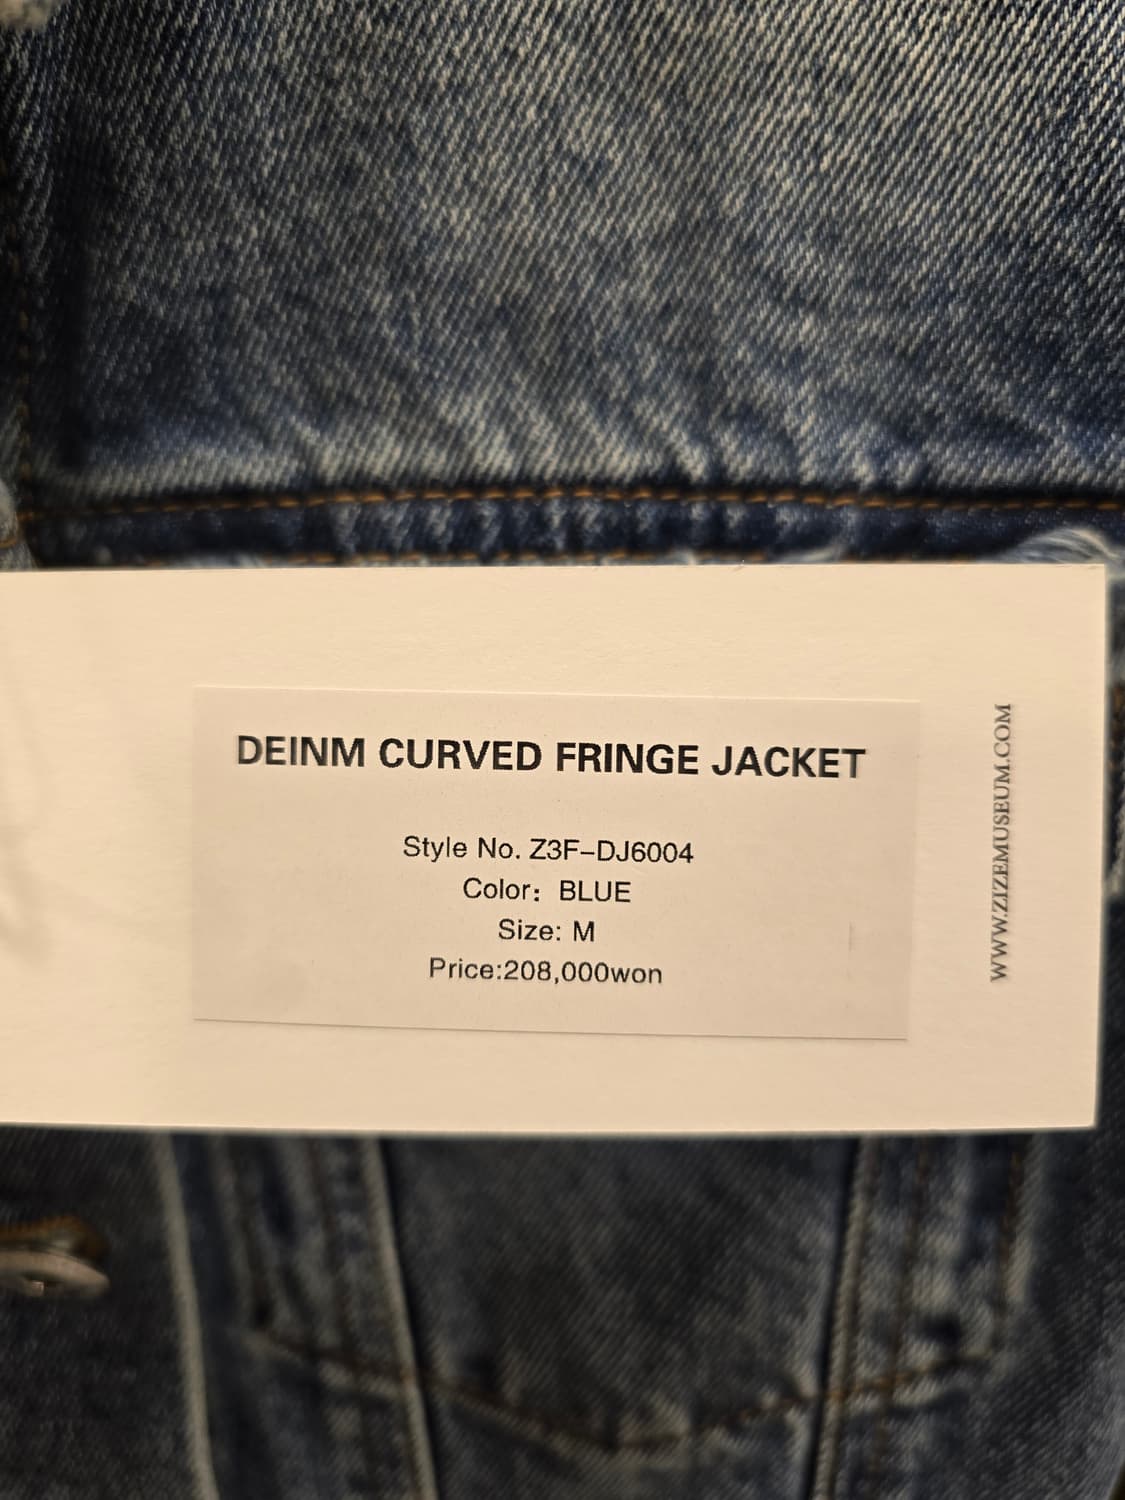 DEINM CURVED FRINGE JACKET
Style No. Z3F-DJ6004
Color: BLUE
Size: M
Price:208,000won
WWW.ZIZEMUSEUM.COM